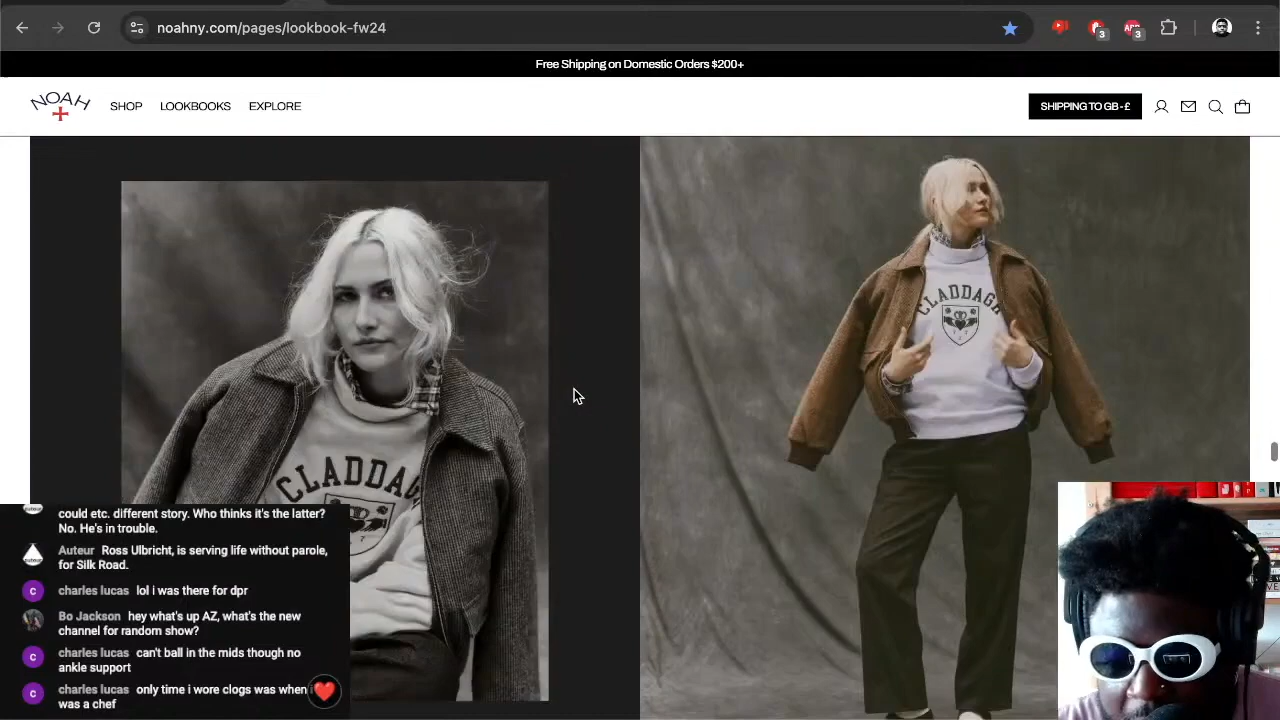 noahny.com/pages/lookbook-fw24
3
3
Free Shipping on Domestic Orders $200+
NOAH
SHOP
LOOKBOOKS
EXPLORE
SHIPPING TO GB - £
CLADDAGH
CLADDAGH
could etc. different story. Who thinks it's the latter?
No. He's in trouble.
Auteur Ross Ulbricht, is serving life without parole,
for Silk Road.
charles lucas lol i was there for dpr
Bo Jackson hey what's up AZ, what's the new
channel for random show?
charles lucas can't ball in the mids though no
ankle support
charles lucas only time i wore clogs was when i
was a chef